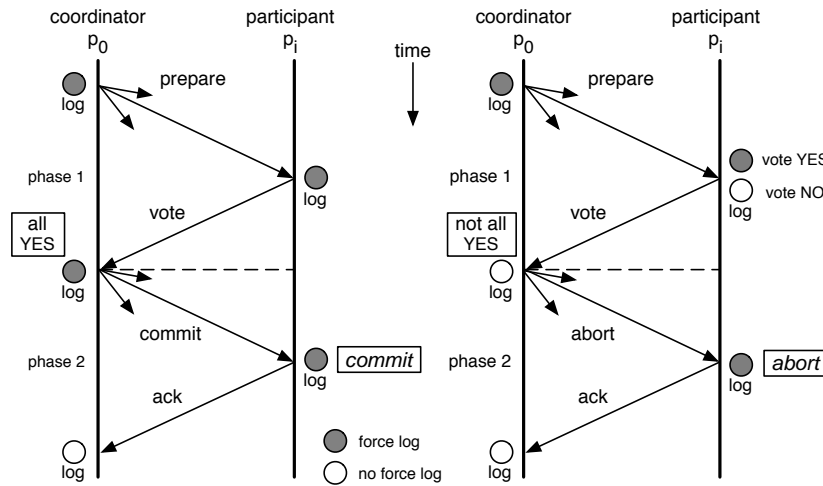 coordinator
p0
participant
pi
log
prepare
phase 1
log
vote
all
YES
log
commit
phase 2
log
commit
ack
log
time
force log
no force log
coordinator
p0
participant
pi
log
prepare
phase 1
vote YES
vote NO
log
vote
not all
YES
log
abort
phase 2
log
abort
ack
log